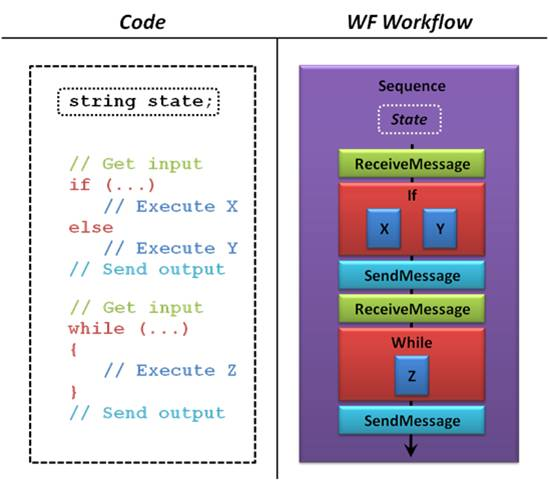 Code
WF Workflow
string state;
// Get input
if (...)
// Execute X
else
// Execute Y
// Send output
// Get input
while (...)
{
// Execute Z
}
// Send output
Sequence
State
ReceiveMessage
If
X Y
SendMessage
ReceiveMessage
While
Z
SendMessage